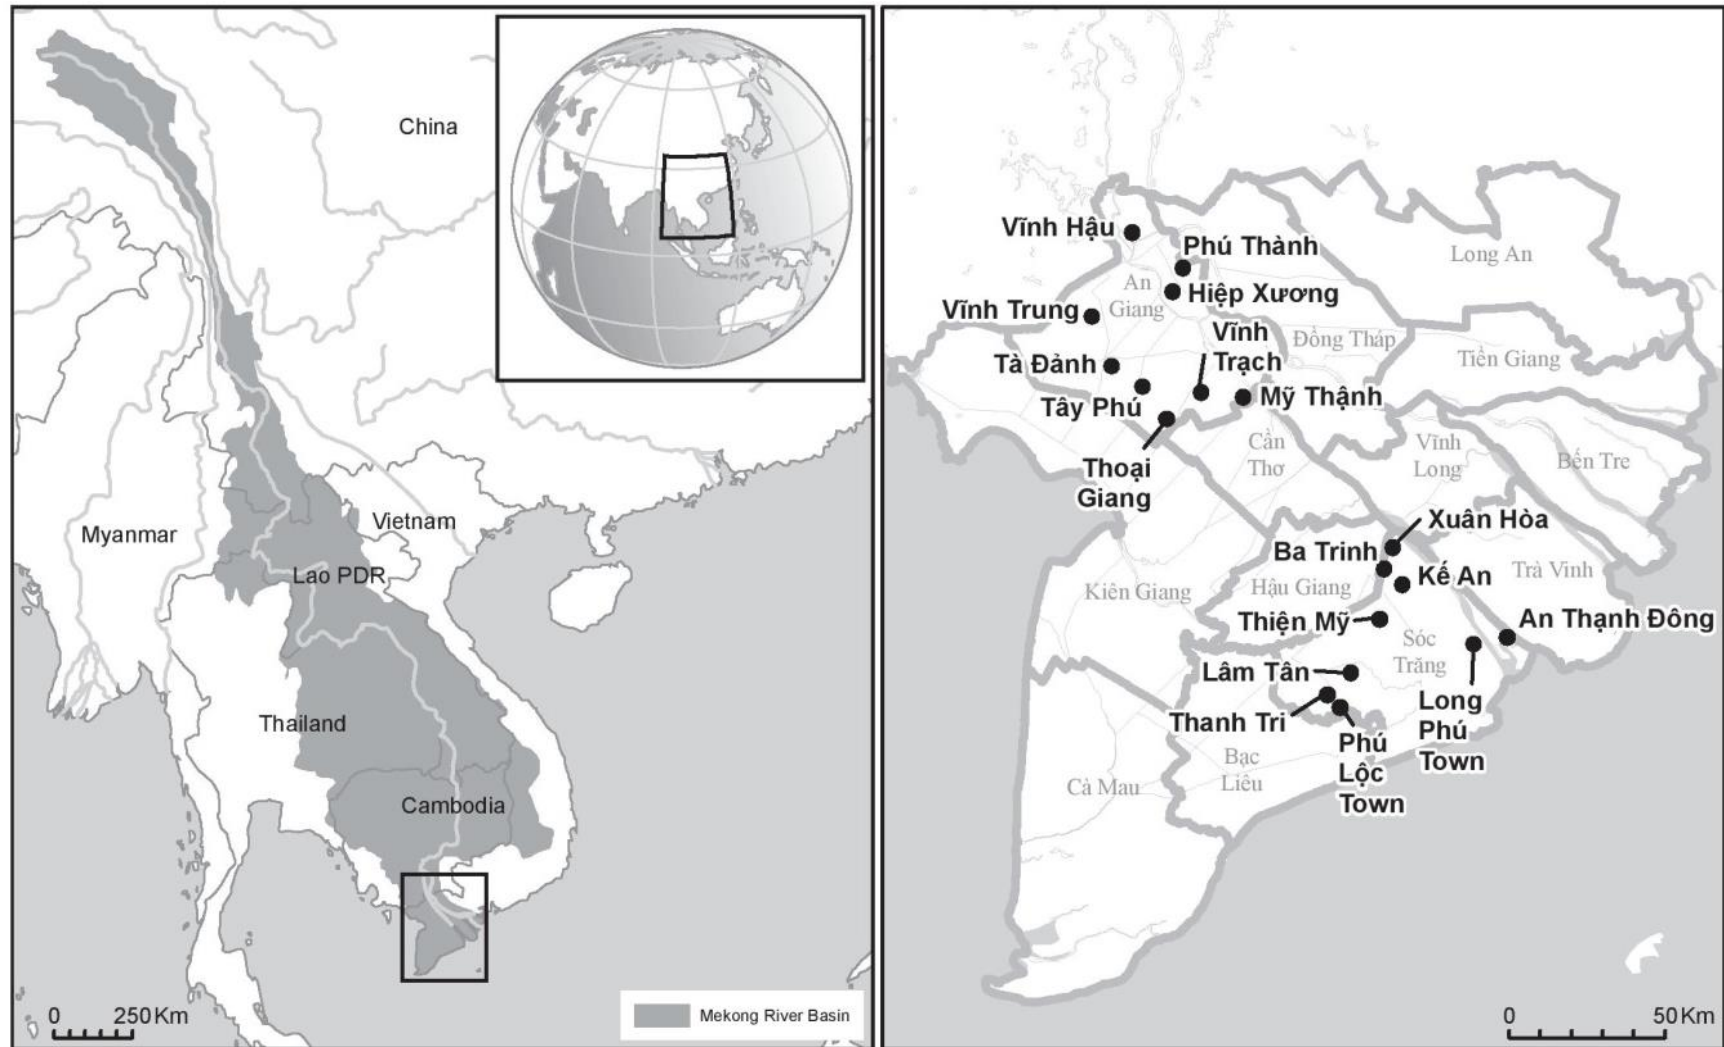 China
Myanmar
Vietnam
Lao PDR
Thailand
Cambodia
0 250 Km
Mekong River Basin
Vĩnh Hậu
Phú Thành
Long An
An
Giang
Hiệp Xương
Vĩnh Trung
Vĩnh
Trạch
Đồng Tháp
Tiền Giang
Tà Đảnh
Tây Phú
Mỹ Thạnh
Thoại
Giang
Cần
Thơ
Vĩnh
Long
Bến Tre
Xuân Hòa
Ba Trinh
Kế An
Trà Vinh
Kiên Giang
Hậu Giang
Thiện Mỹ
An Thạnh Đông
Sóc
Trăng
Lâm Tân
Long
Phú
Town
Thanh Tri
Phú
Lộc
Town
Bạc
Liêu
Cà Mau
0 50 Km